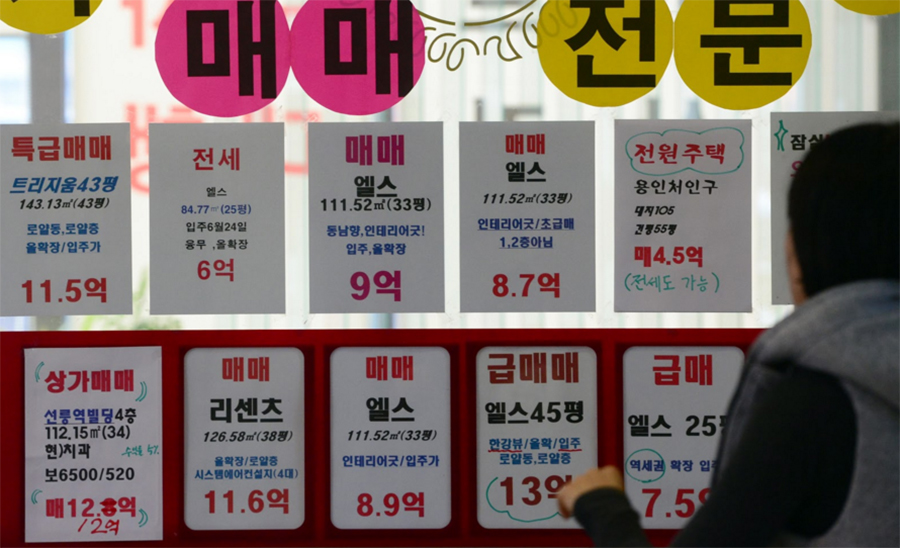 매매 전문
특급매매
트리지움43평
143.13㎡(43평)
로얄동,로얄층
올확장/입주가
11.5억
전세
엘스
84.77㎡(25평)
입주6월24일
융무 ,올확장
6억
매매
엘스
111.52㎡(33평)
동남향,인테리어굿!
입주,올확장
9억
매매
엘스
111.52㎡(33평)
인테리어굿/초급매
1,2층아님
8.7억
전원주택
용인처인구
대지105
건평55평
매4.5억
(전세도 가능)
잠실
상가매매
선릉역빌딩4층
112.15㎡(34)
현)치과
보6500/520
12억
매매
리센츠
126.58㎡(38평)
올확장/로얄층
시스템에어컨설치(4대)
11.6억
매매
엘스
111.52㎡(33평)
인테리어굿/입주가
8.9억
급매매
엘스45평
한강뷰/올확/입주
로얄동,로얄층
13억
급매
엘스 25평
역세권 확장 입주
7.5억